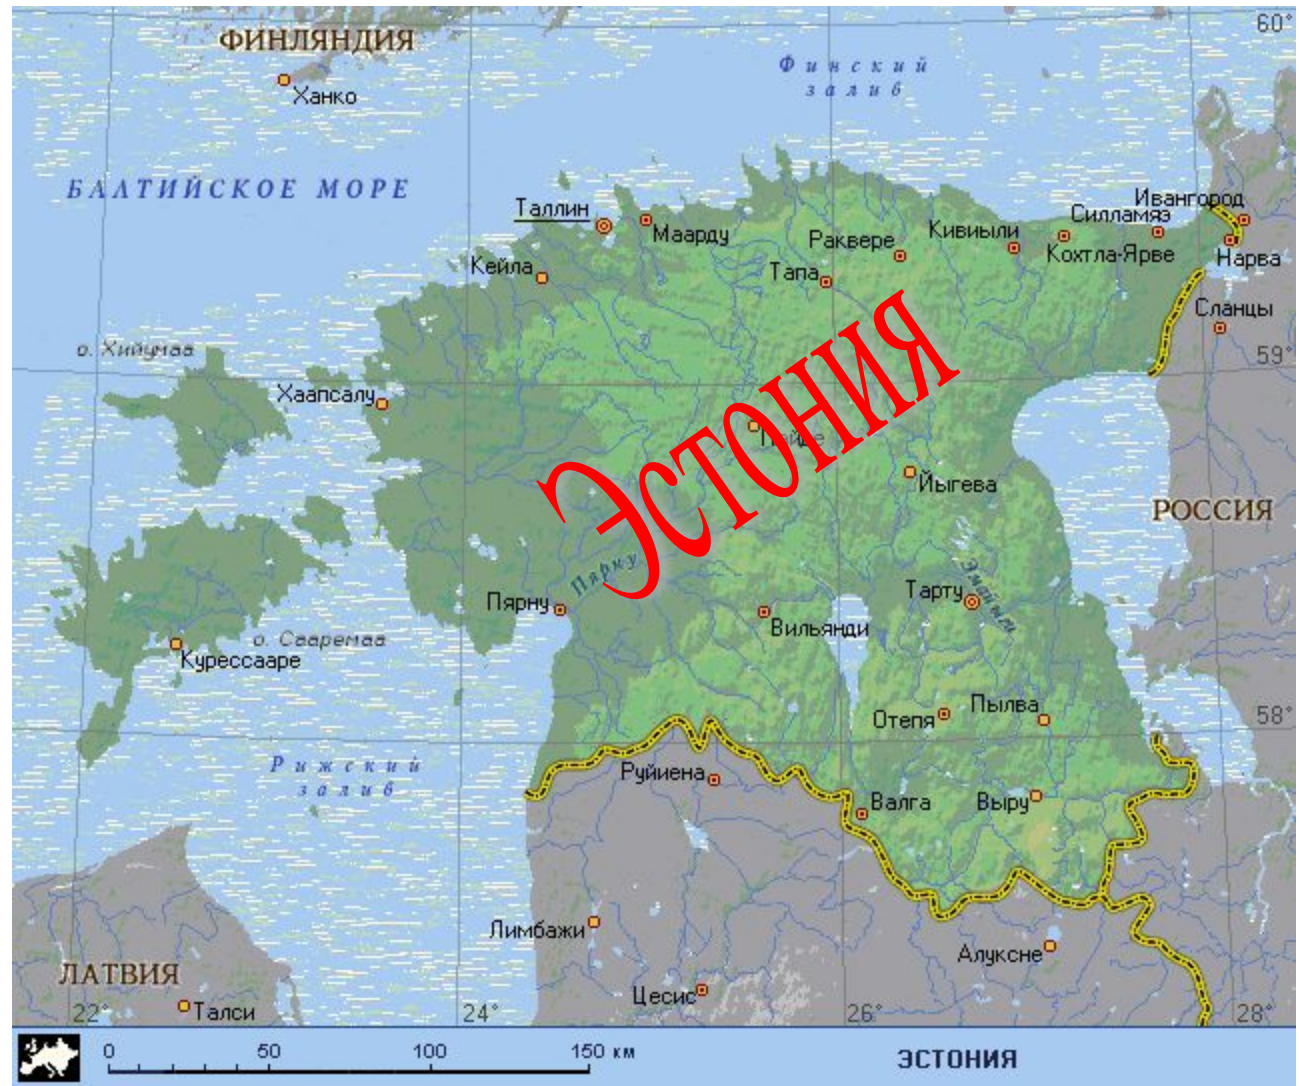 ФИНЛЯНДИЯ
60°
Ханко
Финский
залив
БАЛТИЙСКОЕ МОРЕ
Таллин
Маарду
Ивангород
Силламяэ
Кивиыли
Раквере
Кохтла-Ярве
Нарва
Кейла
Тапа
Сланцы
о. Хийумаа
59°
Хаапсалу
Эстония
Пайде
Йыгева
РОССИЯ
Пярну
Эмайыги
Тарту
Пярну
Вильянди
о. Сааремаа
Курессааре
Отепя
Пылва
58°
Рижский
залив
Руйиена
Валга
Выру
Лимбажи
Алуксне
ЛАТВИЯ
Цесис
22°
Талси
24°
26°
28°
0 50 100 150 км
ЭСТОНИЯ